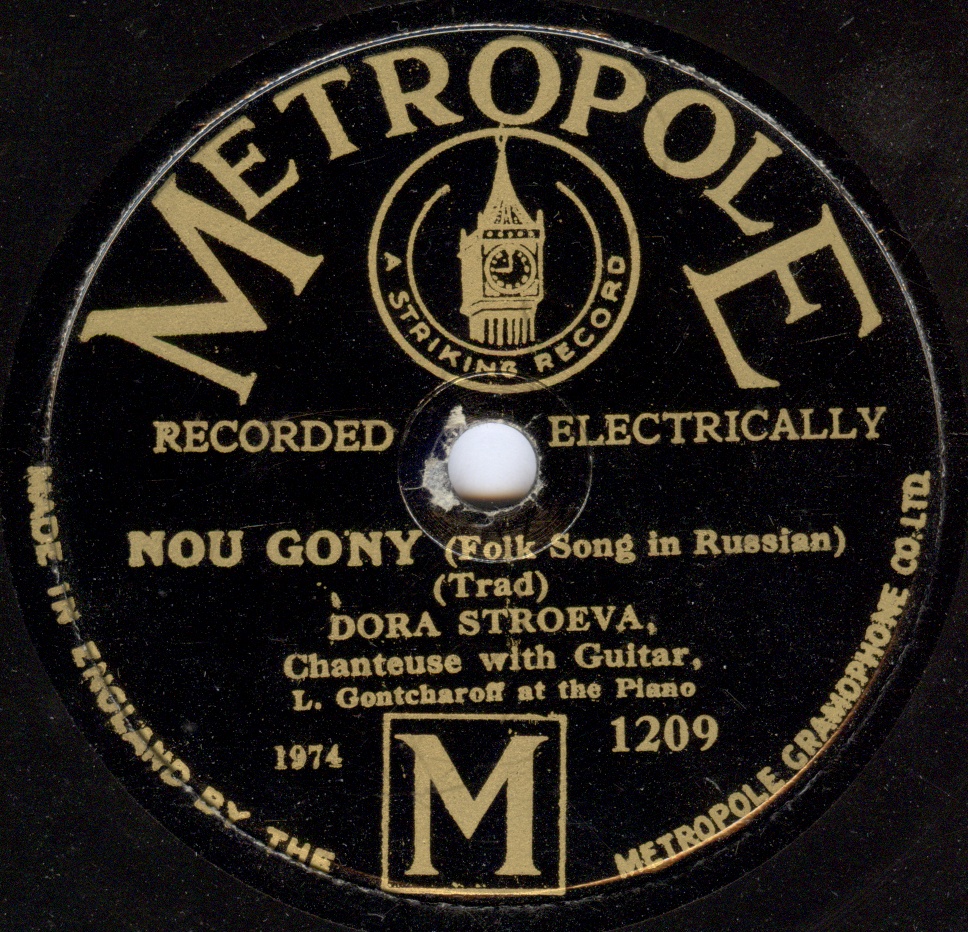 METROPOLE
A STRIKING RECORD
RECORDED ELECTRICALLY
NOU GONY (Folk Song in Russian)
(Trad)
DORA STROEVA,
Chanteuse with Guitar,
L. Gontcharoff at the Piano
1974 M 1209
MADE IN ENGLAND BY THE METROPOLE GRAMOPHONE CO. LTD.